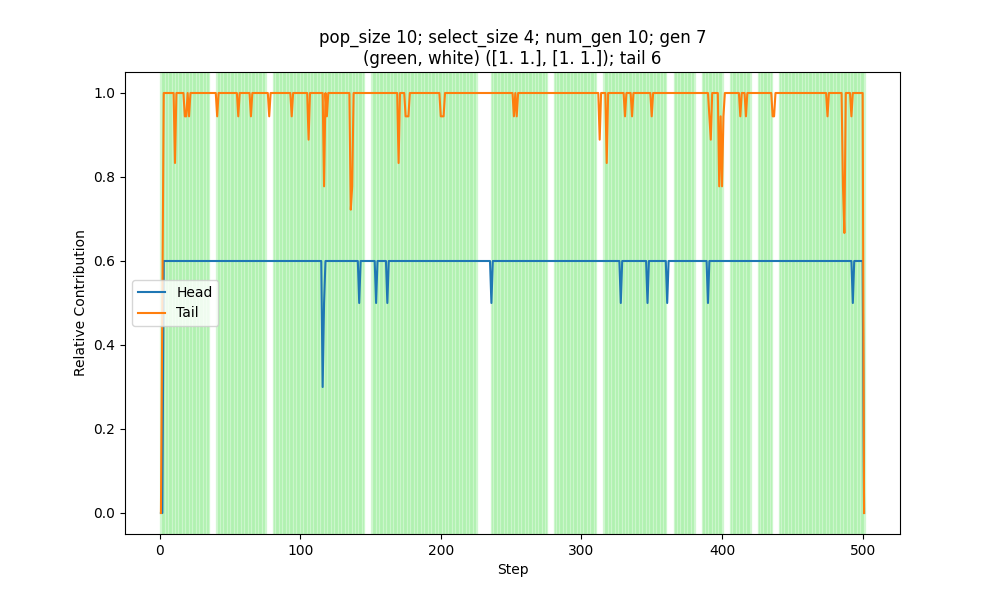 pop_size 10; select_size 4; num_gen 10; gen 7
(green, white) ([1. 1.], [1. 1.]); tail 6
1.0
0.8
0.6
0.4
0.2
0.0
Relative Contribution
Head
Tail
0
100
200
300
400
500
Step